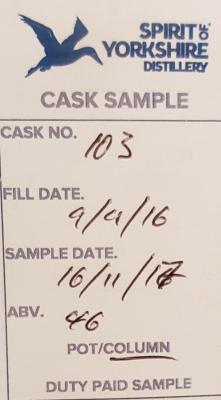 SPIRIT OF
YORKSHIRE
DISTILLERY
CASK SAMPLE
CASK NO.
103
FILL DATE.
9/9/16
SAMPLE DATE.
16/11/17
ABV.
46
POT/COLUMN
DUTY PAID SAMPLE